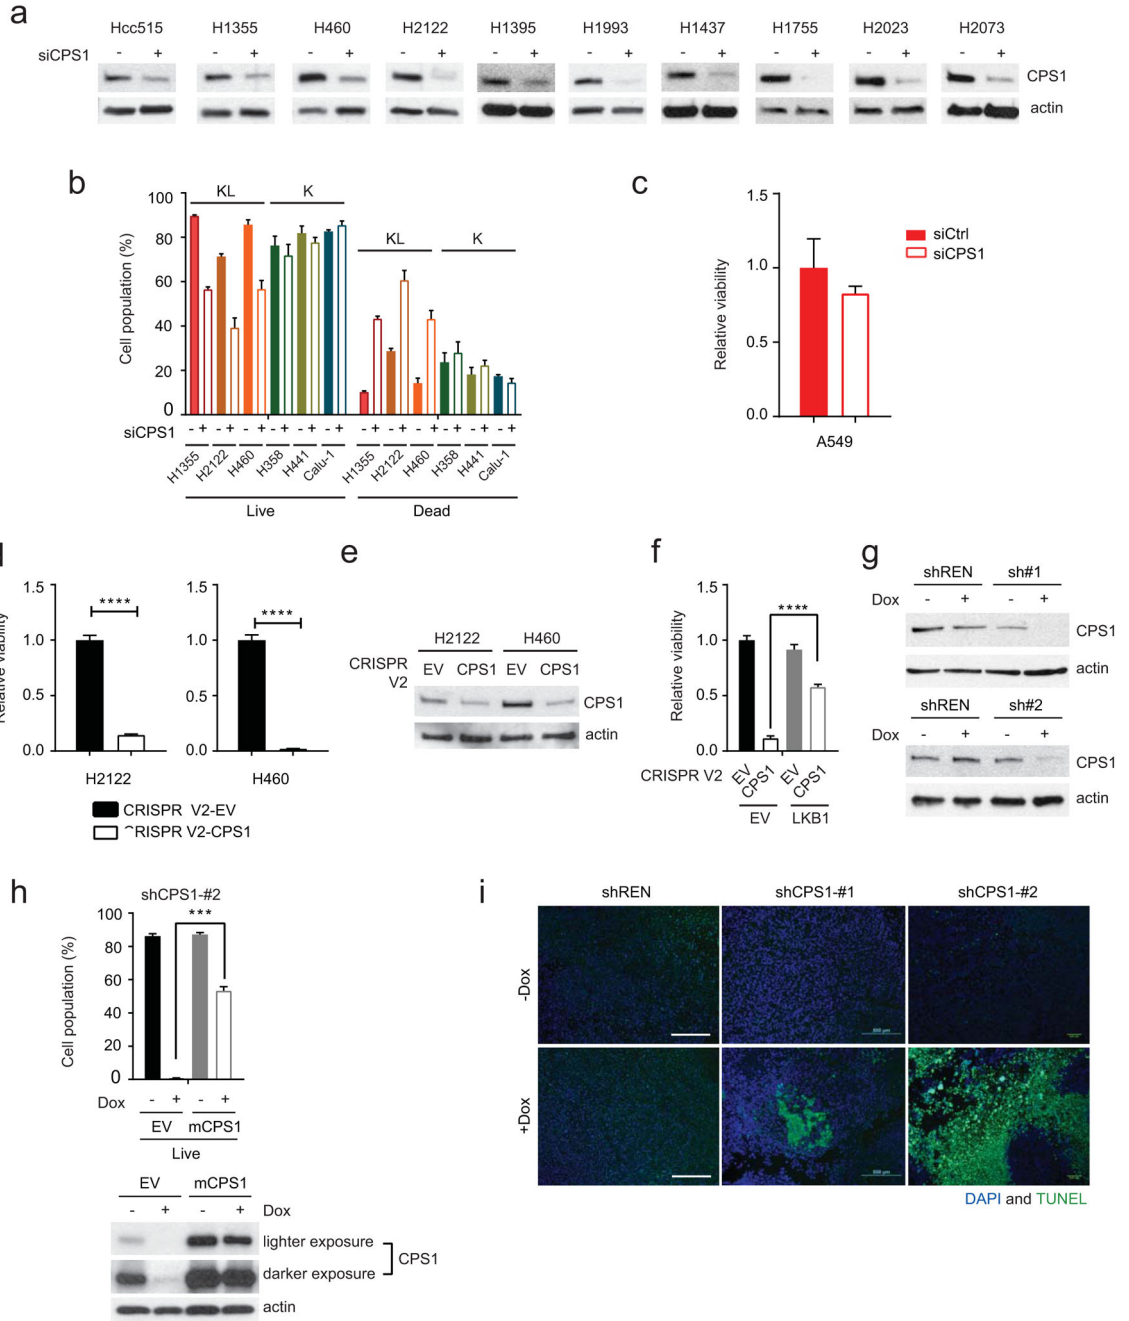 a
Hcc515 H1355 H460 H2122 H1395 H1993 H1437 H1755 H2023 H2073
siCPS1 - + - + - + - + - + - + - + - + - + - +
CPS1
actin
b
Cell population (%)
100
80
60
40
20
0
KL K
KL K
siCPS1 - + - + - + - + - + - + - + - + - + - + - + - +
H1355 H2122 H460 H358 H441 Calu-1 H1355 H2122 H460 H358 H441 Calu-1
Live Dead
c
Relative viability
1.5
1.0
0.5
0.0
A549
siCtrl
siCPS1
Relative viability
1.5
1.0
0.5
0.0
****
H2122
1.5
1.0
0.5
0.0
****
H460
CRISPR V2-EV
CRISPR V2-CPS1
e
H2122 H460
CRISPR V2
EV CPS1 EV CPS1
CPS1
actin
f
Relative viability
1.5
1.0
0.5
0.0
****
CRISPR V2 EV CPS1 EV CPS1
EV LKB1
g
shREN sh#1
Dox - + - +
CPS1
actin
shREN sh#2
Dox - + - +
CPS1
actin
h
shCPS1-#2
Cell population (%)
100
80
60
40
20
0
***
Dox - + - +
EV mCPS1
Live
EV mCPS1
- + - + Dox
lighter exposure
CPS1
darker exposure
actin
i
shREN shCPS1-#1 shCPS1-#2
-Dox
+Dox
DAPI and TUNEL